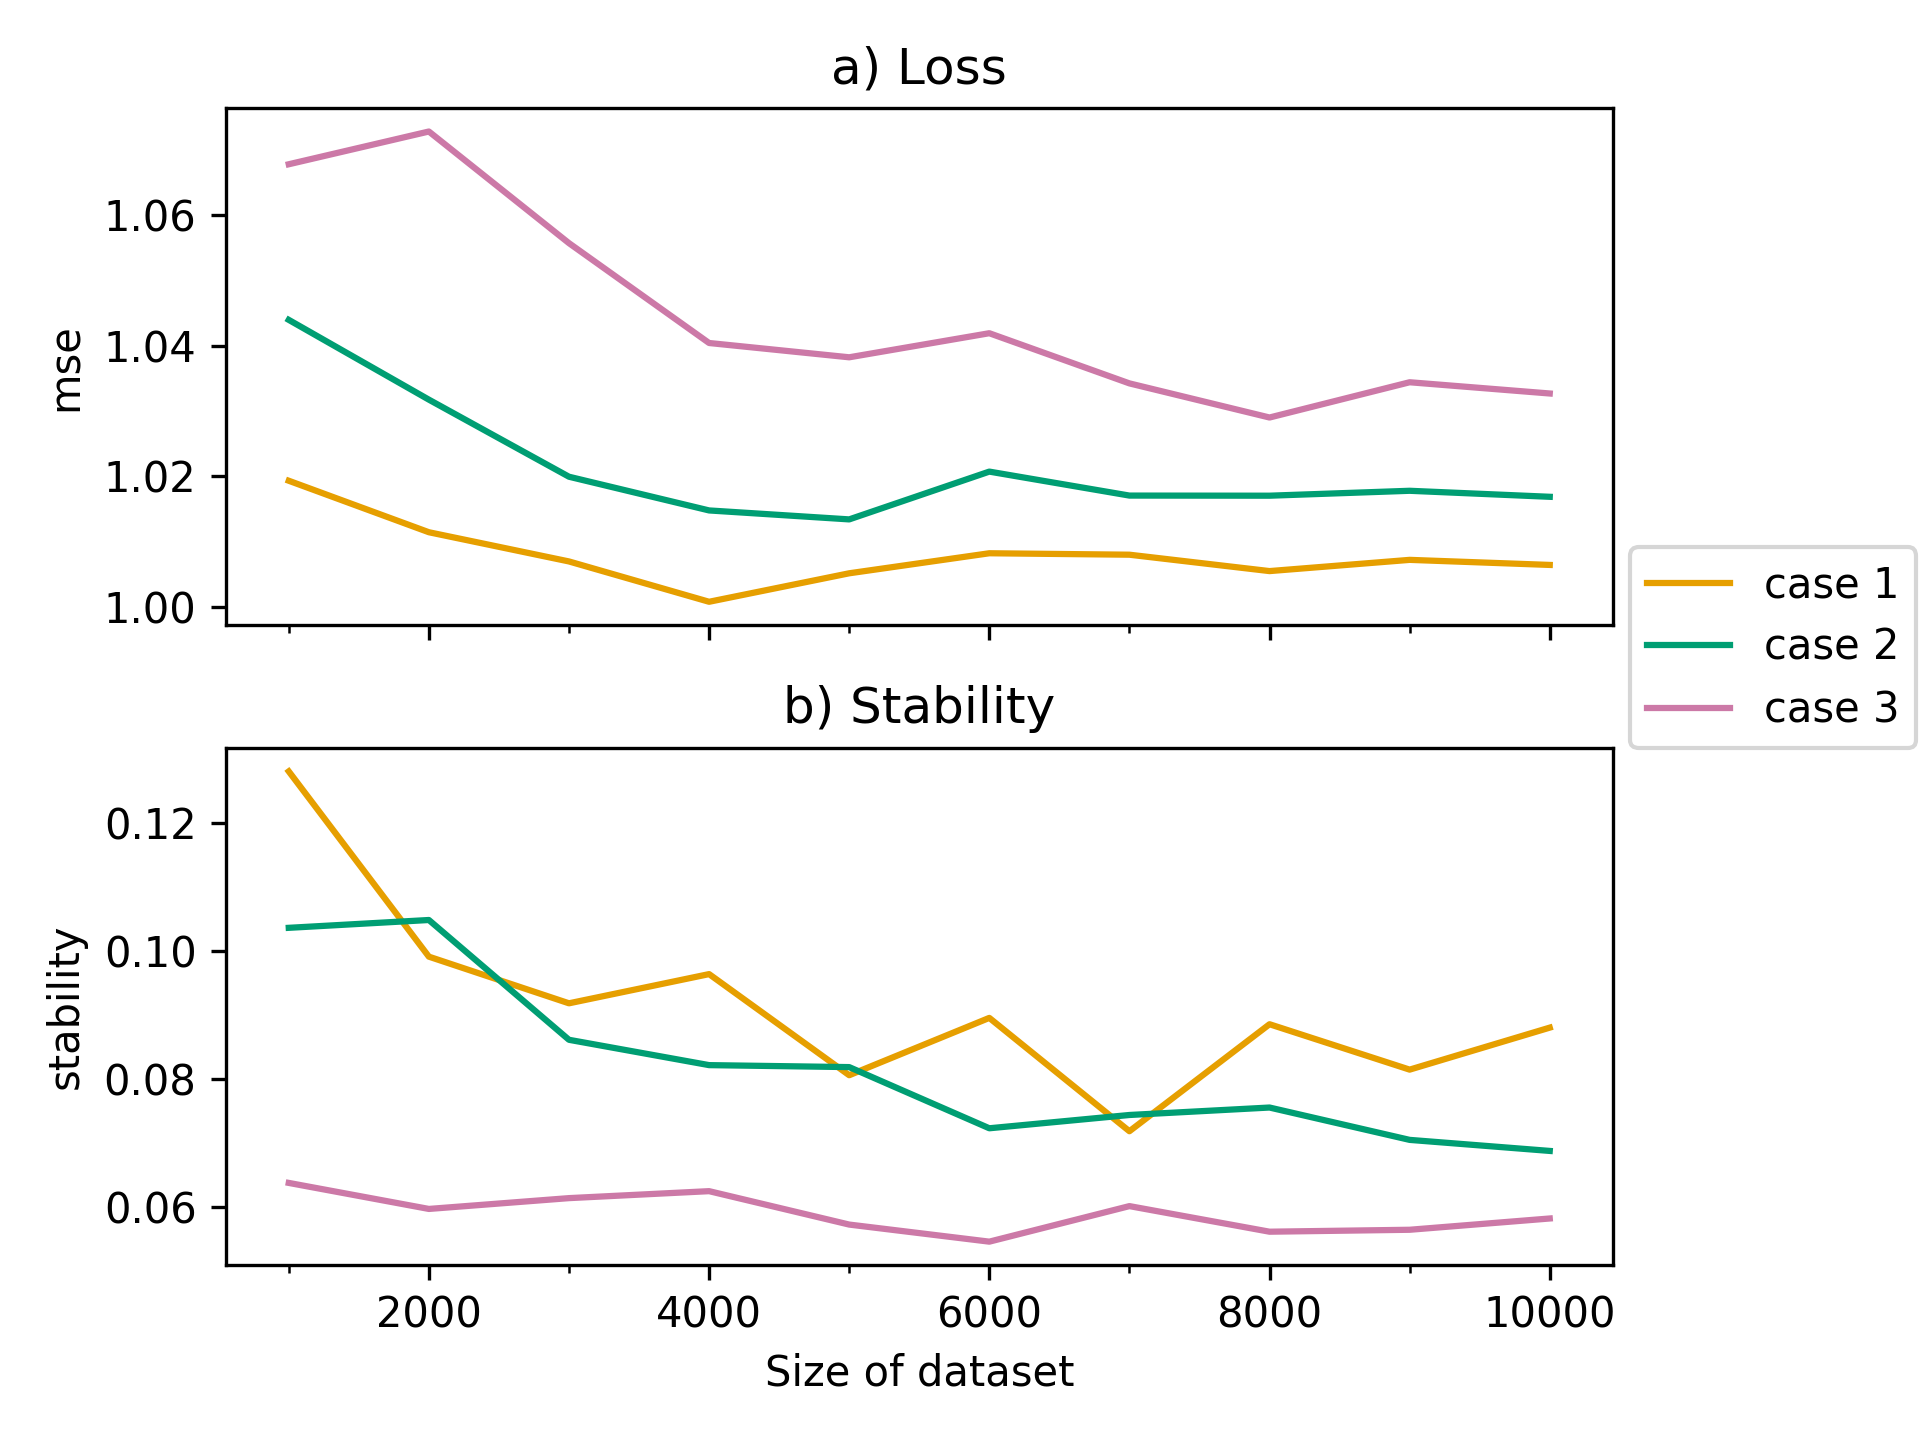 a) Loss
mse
1.06
1.04
1.02
1.00
case 1
case 2
case 3
b) Stability
stability
0.12
0.10
0.08
0.06
2000 4000 6000 8000 10000
Size of dataset